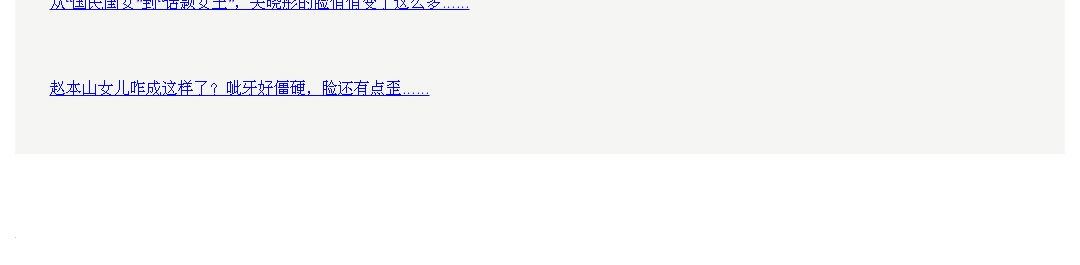 从“国民闺女”到“话题女王”，关晓彤的脸悄悄变了这么多……
赵本山女儿咋成这样了？呲牙好僵硬，脸还有点歪……